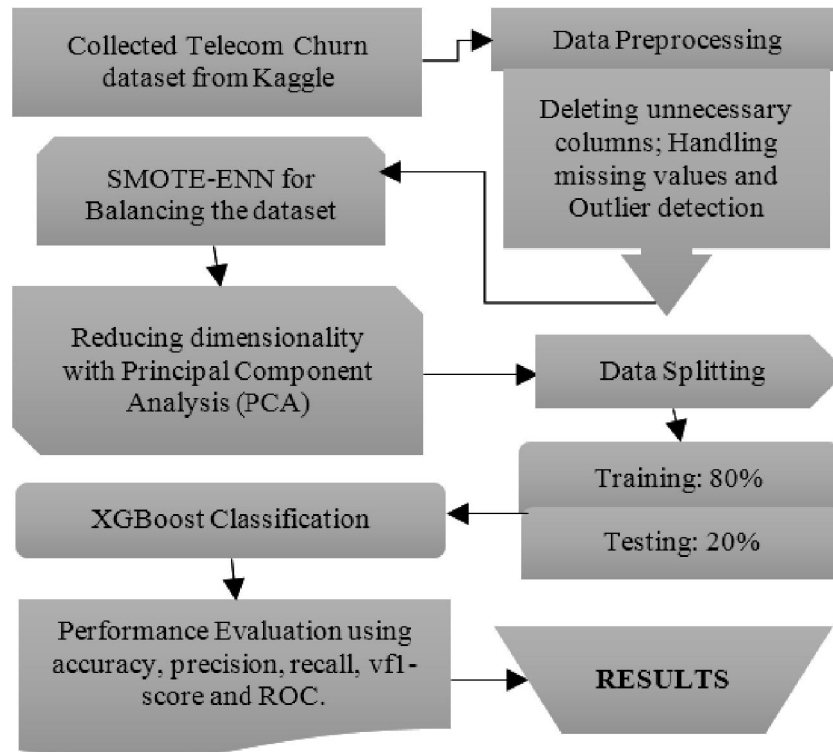 Collected Telecom Churn
dataset from Kaggle
Data Preprocessing
Deleting unnecessary
columns; Handling
missing values and
Outlier detection
SMOTE-ENN for
Balancing the dataset
Reducing dimensionality
with Principal Component
Analysis (PCA)
Data Splitting
Training: 80%
Testing: 20%
XGBoost Classification
Performance Evaluation using
accuracy, precision, recall, vf1-
score and ROC.
RESULTS